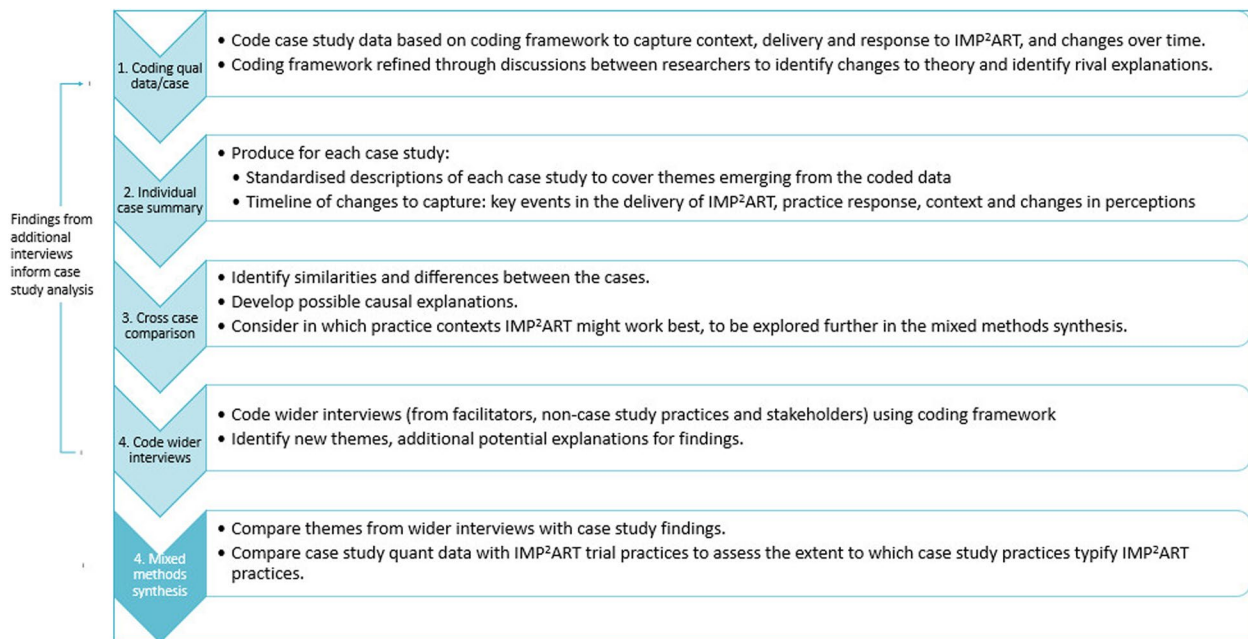 1. Coding qual
data/case
• Code case study data based on coding framework to capture context, delivery and response to IMP²ART, and changes over time.
• Coding framework refined through discussions between researchers to identify changes to theory and identify rival explanations.
2. Individual
case summary
• Produce for each case study:
• Standardised descriptions of each case study to cover themes emerging from the coded data
• Timeline of changes to capture: key events in the delivery of IMP²ART, practice response, context and changes in perceptions
Findings from
additional
interviews
inform case
study analysis
3. Cross case
comparison
• Identify similarities and differences between the cases.
• Develop possible causal explanations.
• Consider in which practice contexts IMP²ART might work best, to be explored further in the mixed methods synthesis.
4. Code wider
interviews
• Code wider interviews (from facilitators, non-case study practices and stakeholders) using coding framework
• Identify new themes, additional potential explanations for findings.
4. Mixed
methods
synthesis
• Compare themes from wider interviews with case study findings.
• Compare case study quant data with IMP²ART trial practices to assess the extent to which case study practices typify IMP²ART
practices.